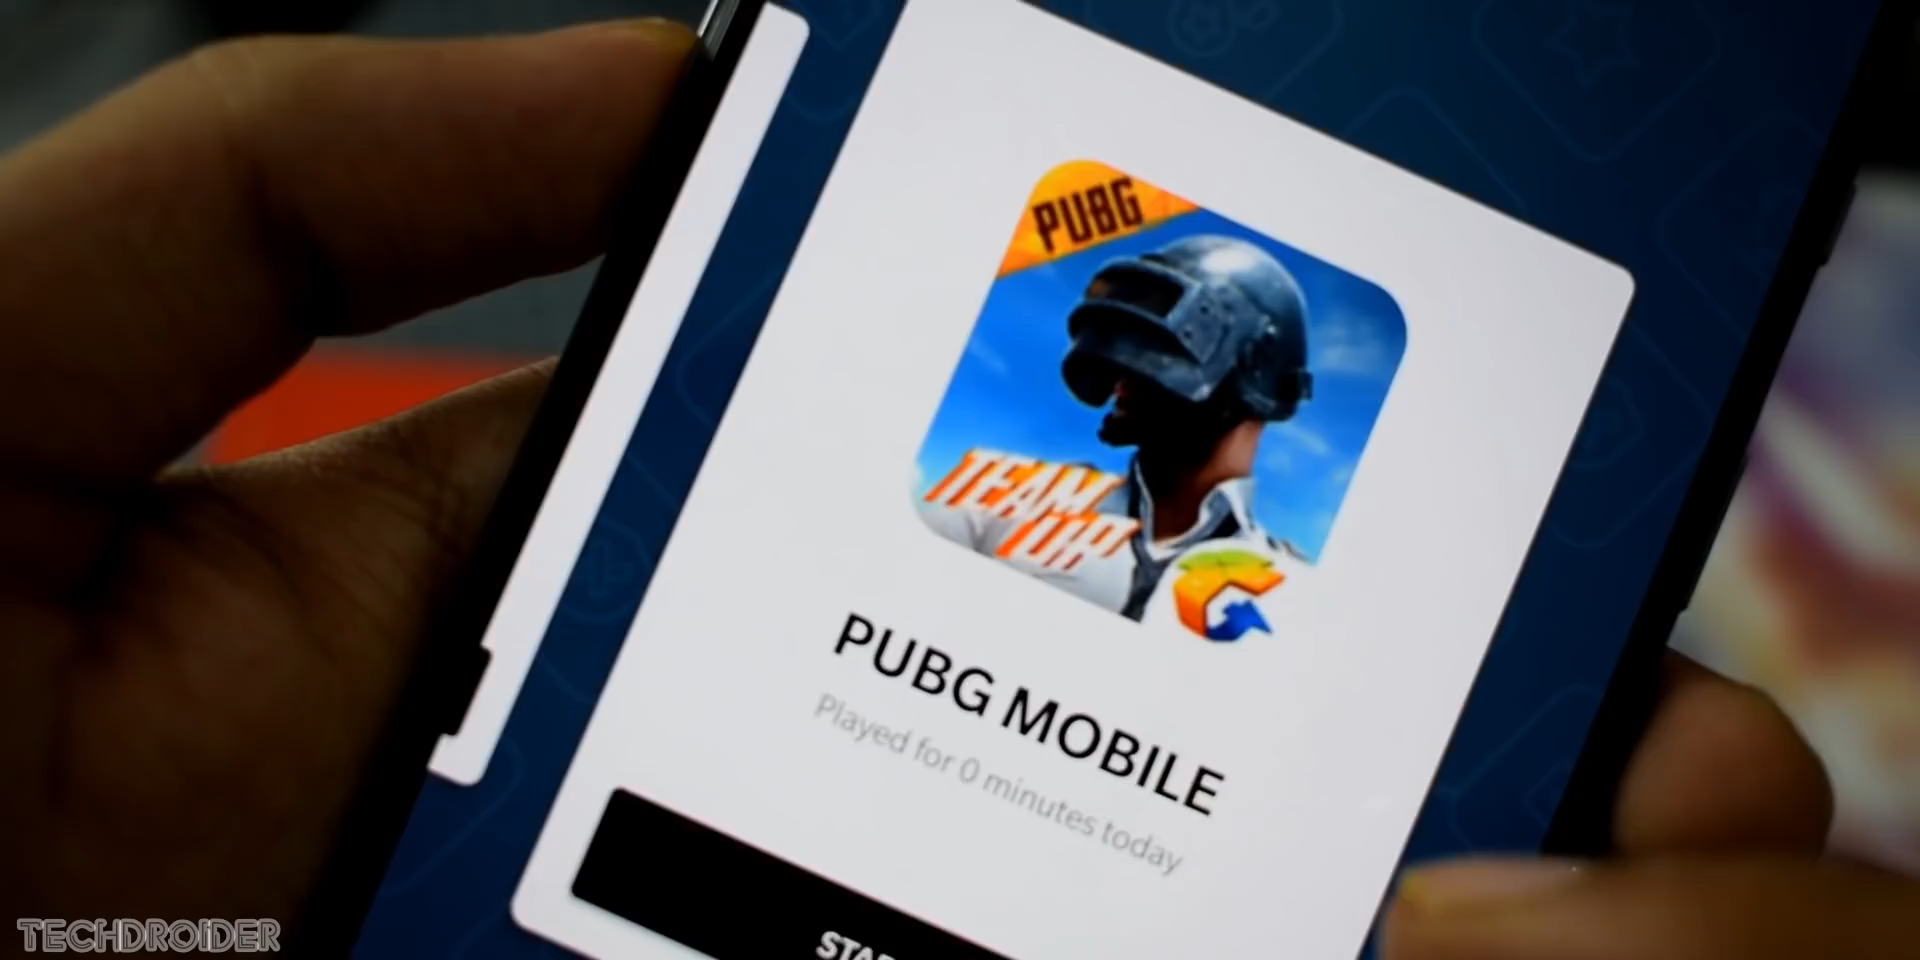 PUBG
TEAM
UP
PUBG MOBILE
Played for 0 minutes today
TECHDROIDER